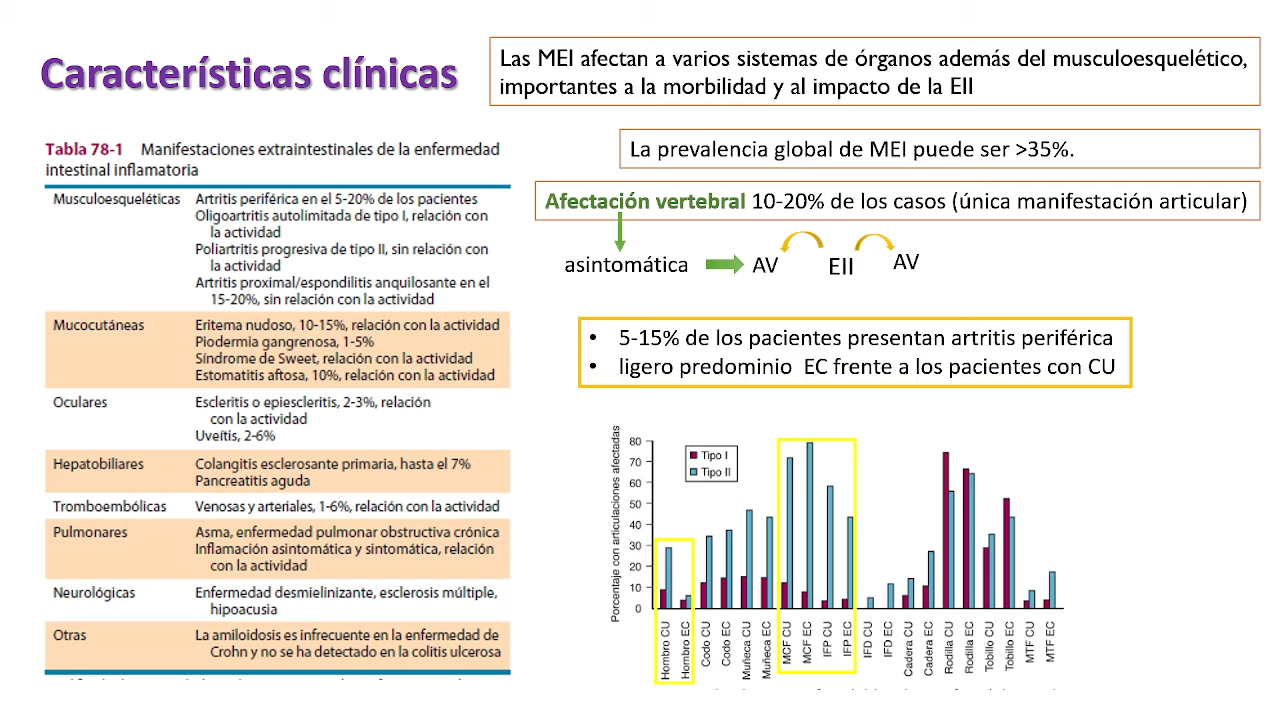 Características clínicas
Las MEI afectan a varios sistemas de órganos además del musculoesquelético,
importantes a la morbilidad y al impacto de la EII
La prevalencia global de MEI puede ser >35%.
Afectación vertebral 10-20% de los casos (única manifestación articular)
asintomática
AV
EII
AV
• 5-15% de los pacientes presentan artritis periférica
• ligero predominio EC frente a los pacientes con CU
Tabla 78-1 Manifestaciones extraintestinales de la enfermedad
intestinal inflamatoria
Musculoesqueléticas Artritis periférica en el 5-20% de los pacientes
Oligoartritis autolimitada de tipo I, relación con
la actividad
Poliartritis progresiva de tipo II, sin relación con
la actividad
Artritis proximal/espondilitis anquilosante en el
15-20%, sin relación con la actividad
Mucocutáneas Eritema nudoso, 10-15%, relación con la actividad
Piodermia gangrenosa, 1-5%
Síndrome de Sweet, relación con la actividad
Estomatitis aftosa, 10%, relación con la actividad
Oculares Escleritis o epiescleritis, 2-3%, relación
con la actividad
Uveítis, 2-6%
Hepatobiliares Colangitis esclerosante primaria, hasta el 7%
Pancreatitis aguda
Tromboembólicas Venosas y arteriales, 1-6%, relación con la actividad
Pulmonares Asma, enfermedad pulmonar obstructiva crónica
Inflamación asintomática y sintomática, relación
con la actividad
Neurológicas Enfermedad desmielinizante, esclerosis múltiple,
hipoacusia
Otras La amiloidosis es infrecuente en la enfermedad de
Crohn y no se ha detectado en la colitis ulcerosa
Porcentaje con articulaciones afectadas
80
70
60
50
40
30
20
10
0
Tipo I
Tipo II
Hombro CU
Hombro EC
Codo CU
Codo EC
Muñeca CU
Muñeca EC
MCF CU
MCF EC
IFP CU
IFP EC
IFD CU
IFD EC
Cadera CU
Cadera EC
Rodilla CU
Rodilla EC
Tobillo CU
Tobillo EC
MTF CU
MTF EC